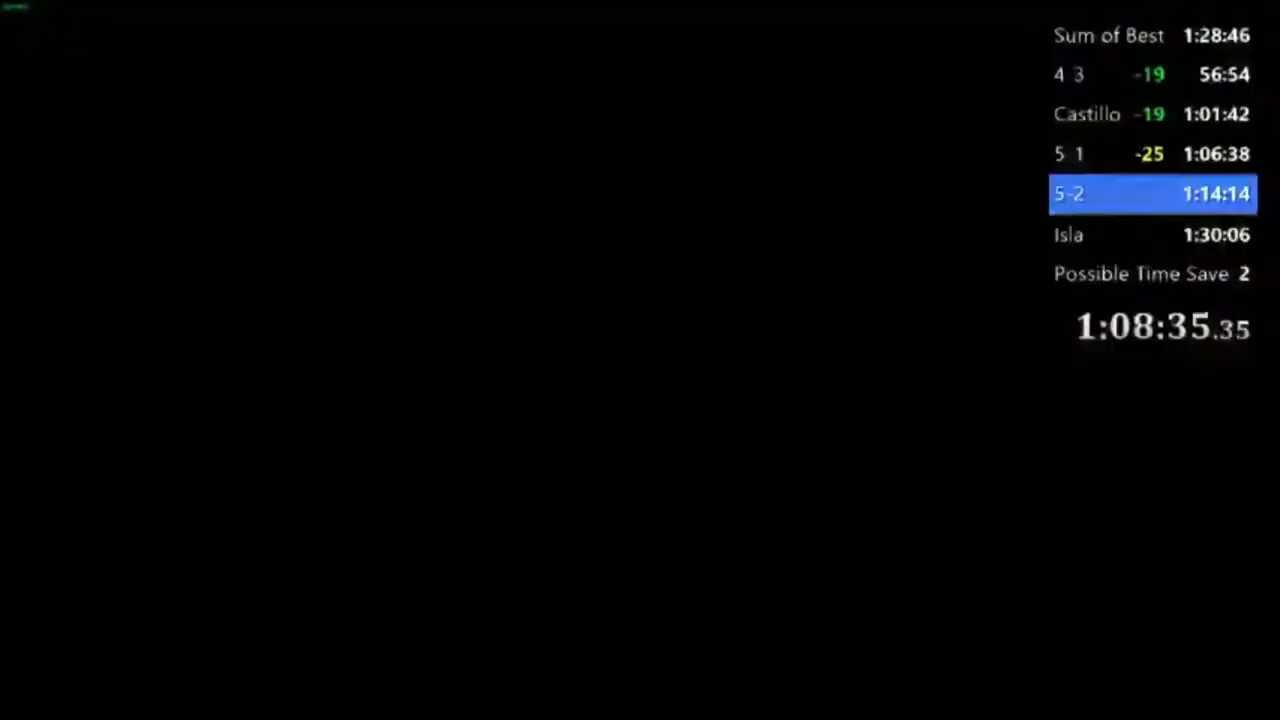 Sum of Best 1:28:46
4 3 -19 56:54
Castillo -19 1:01:42
5 1 -25 1:06:38
5-2 1:14:14
Isla 1:30:06
Possible Time Save 2
1:08:35.35